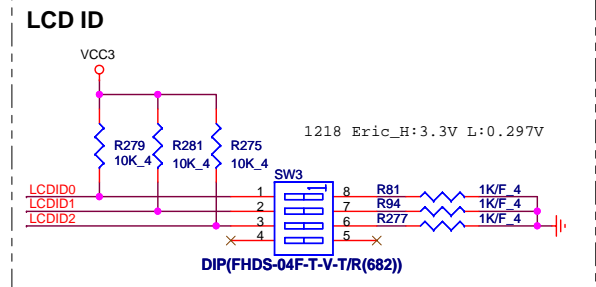 LCD ID
VCC3
R279 R281 R275
10K_4 10K_4 10K_4
1218 Eric_H:3.3V L:0.297V
SW3
LCDID0 1 8 R81 1K/F_4
LCDID1 2 7 R94 1K/F_4
LCDID2 3 6 R277 1K/F_4
4 5
1
DIP(FHDS-04F-T-V-T/R(682))